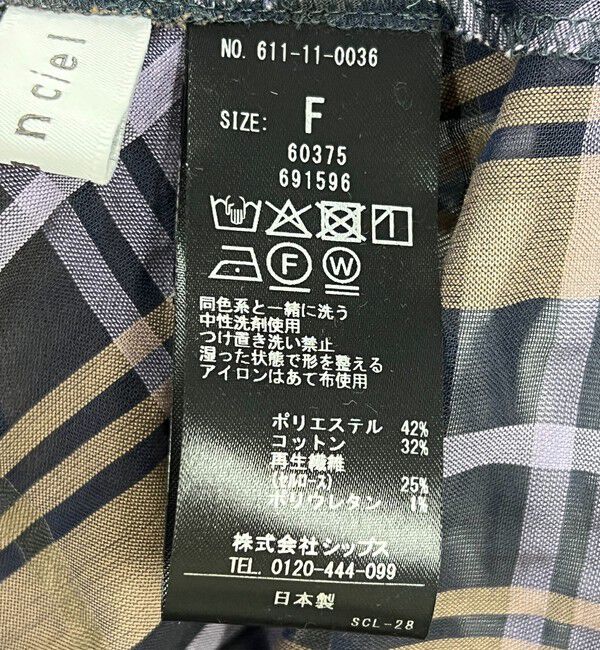 n ciel
NO. 611-11-0036
SIZE: F
60375
691596
F W
同色系と一緒に洗う
中性洗剤使用
つけ置き洗い禁止
湿った状態で形を整える
アイロンはあて布使用
ポリエステル 42%
コットン 32%
再生繊維
(セルロース) 25%
ポリウレタン 1%
株式会社シップス
TEL. 0120-444-099
日本製
SCL-28